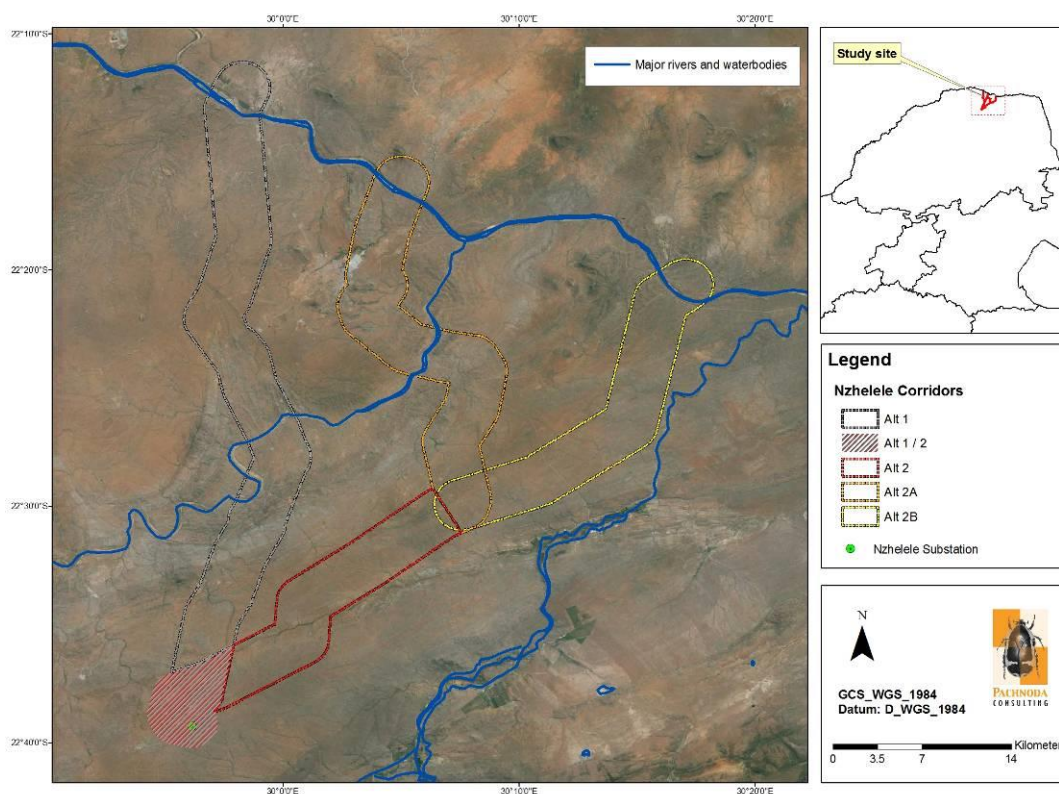 30°0'0"E 30°10'0"E 30°20'0"E
22°10'0"S
22°20'0"S
22°30'0"S
22°40'0"S
30°0'0"E 30°10'0"E 30°20'0"E
Major rivers and waterbodies
Study site
Legend
Nzhelele Corridors
Alt 1
Alt 1 / 2
Alt 2
Alt 2A
Alt 2B
Nzhelele Substation
N
GCS_WGS_1984
Datum: D_WGS_1984
PACHNODA
CONSULTING
Kilometer
0 3.5 7 14